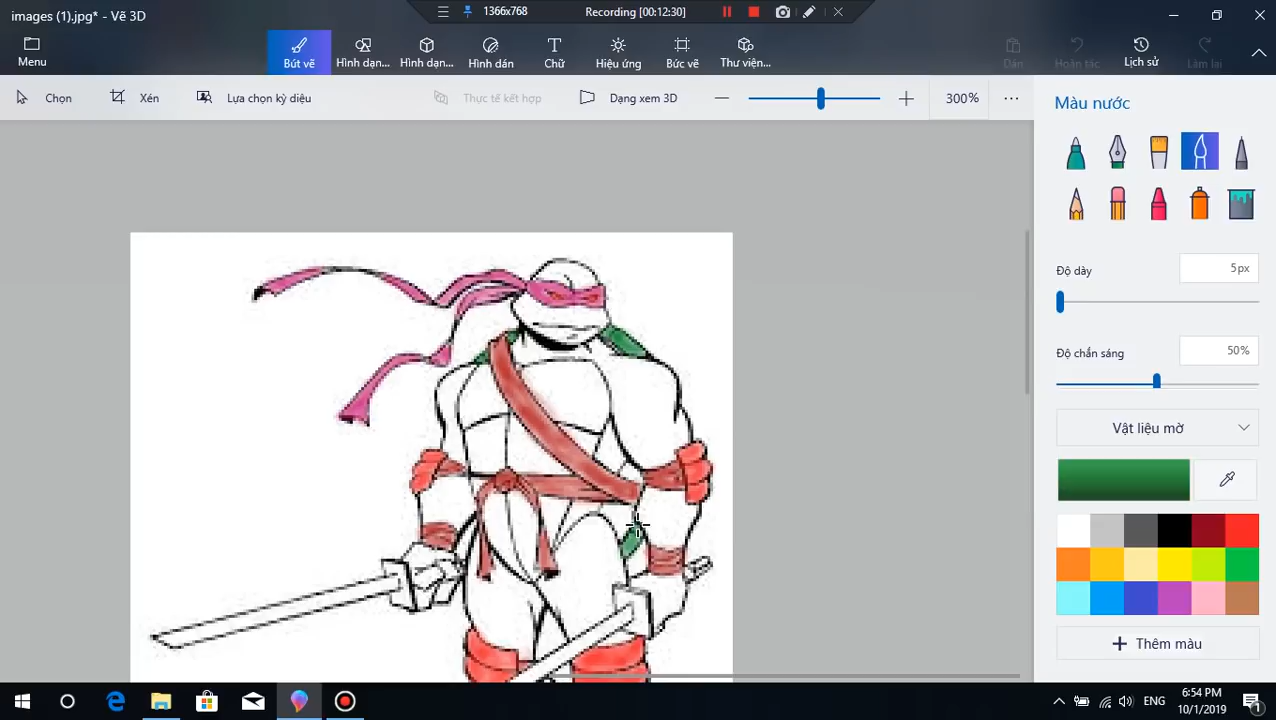 1366x768 Recording [00:12:30]
images (1).jpg* - Vẽ 3D
Menu
Bút vẽ
Hình dạn...
Hình dạn...
Hình dán
Chữ
Hiệu ứng
Bức vẽ
Thư viện...
Dán
Hoàn tác
Lịch sử
Làm lại
Chọn
Xén
Lựa chọn kỳ diệu
Thực tế kết hợp
Dạng xem 3D
300%
Màu nước
Độ dày
5px
Độ chắn sáng
50%
Vật liệu mờ
Thêm màu
ENG
6:54 PM
10/1/2019
1